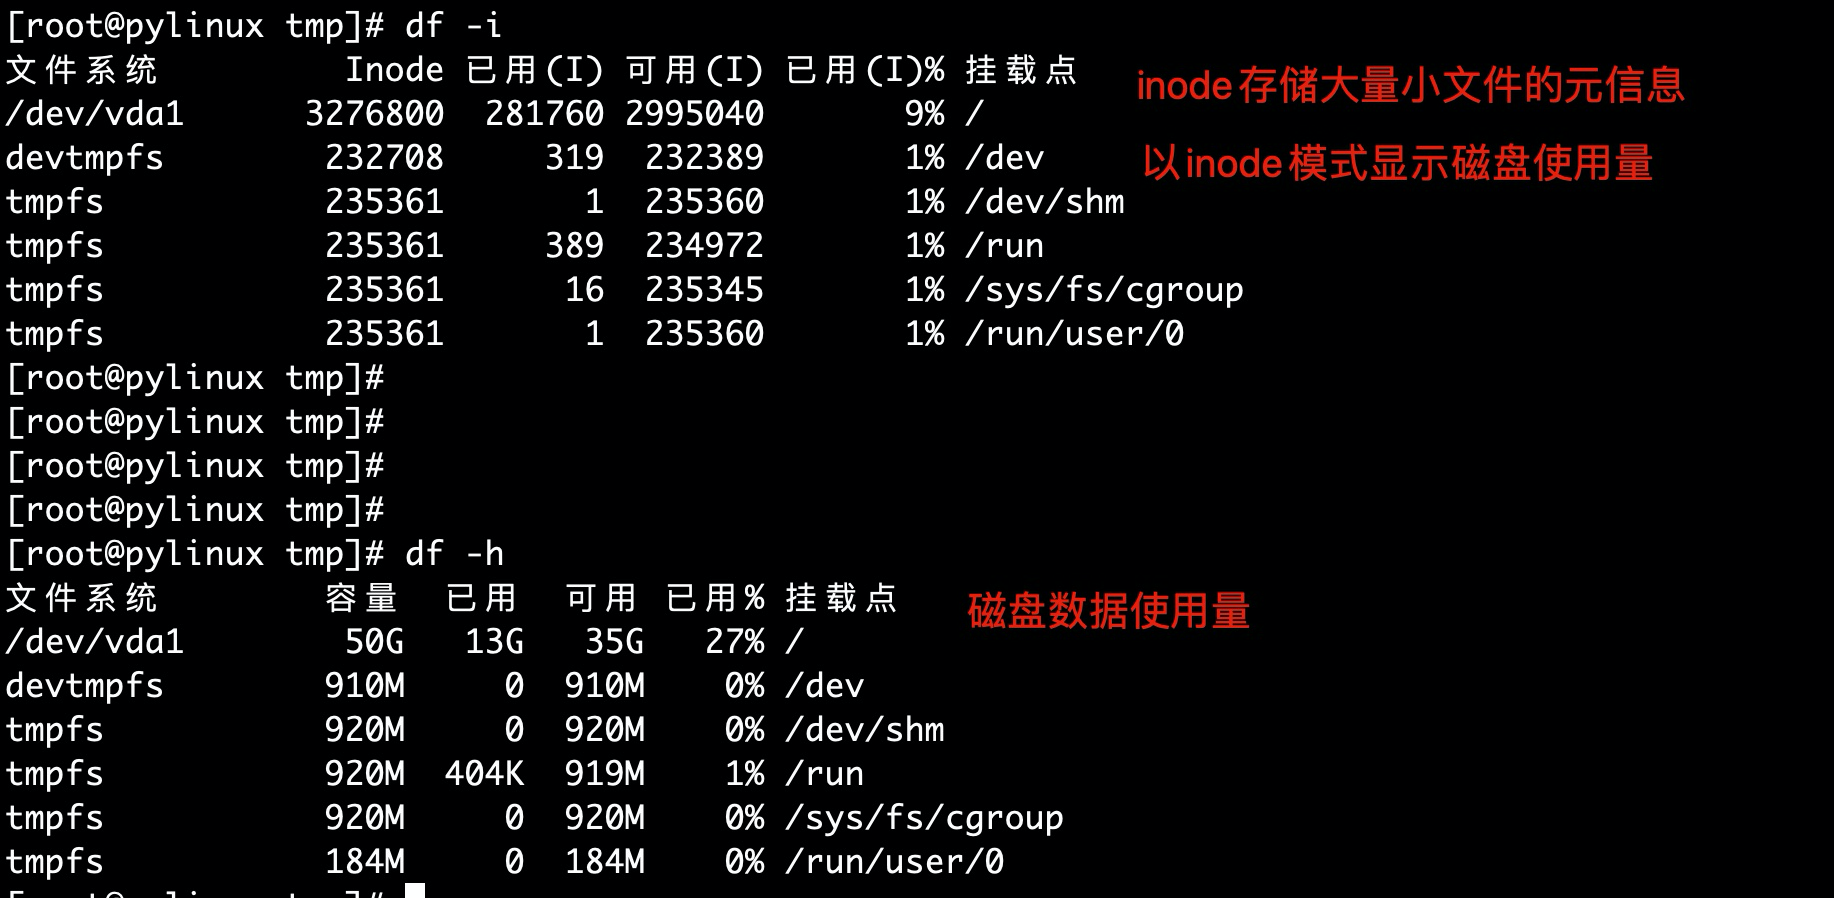 [root@pylinux tmp]# df -i
文件系统 Inode 已用(I) 可用(I) 已用(I)% 挂载点
inode存储大量小文件的元信息
/dev/vda1 3276800 281760 2995040 9% /
devtmpfs 232708 319 232389 1% /dev
以inode模式显示磁盘使用量
tmpfs 235361 1 235360 1% /dev/shm
tmpfs 235361 389 234972 1% /run
tmpfs 235361 16 235345 1% /sys/fs/cgroup
tmpfs 235361 1 235360 1% /run/user/0
[root@pylinux tmp]#
[root@pylinux tmp]#
[root@pylinux tmp]#
[root@pylinux tmp]#
[root@pylinux tmp]# df -h
文件系统 容量 已用 可用 已用% 挂载点
磁盘数据使用量
/dev/vda1 50G 13G 35G 27% /
devtmpfs 910M 0 910M 0% /dev
tmpfs 920M 0 920M 0% /dev/shm
tmpfs 920M 404K 919M 1% /run
tmpfs 920M 0 920M 0% /sys/fs/cgroup
tmpfs 184M 0 184M 0% /run/user/0